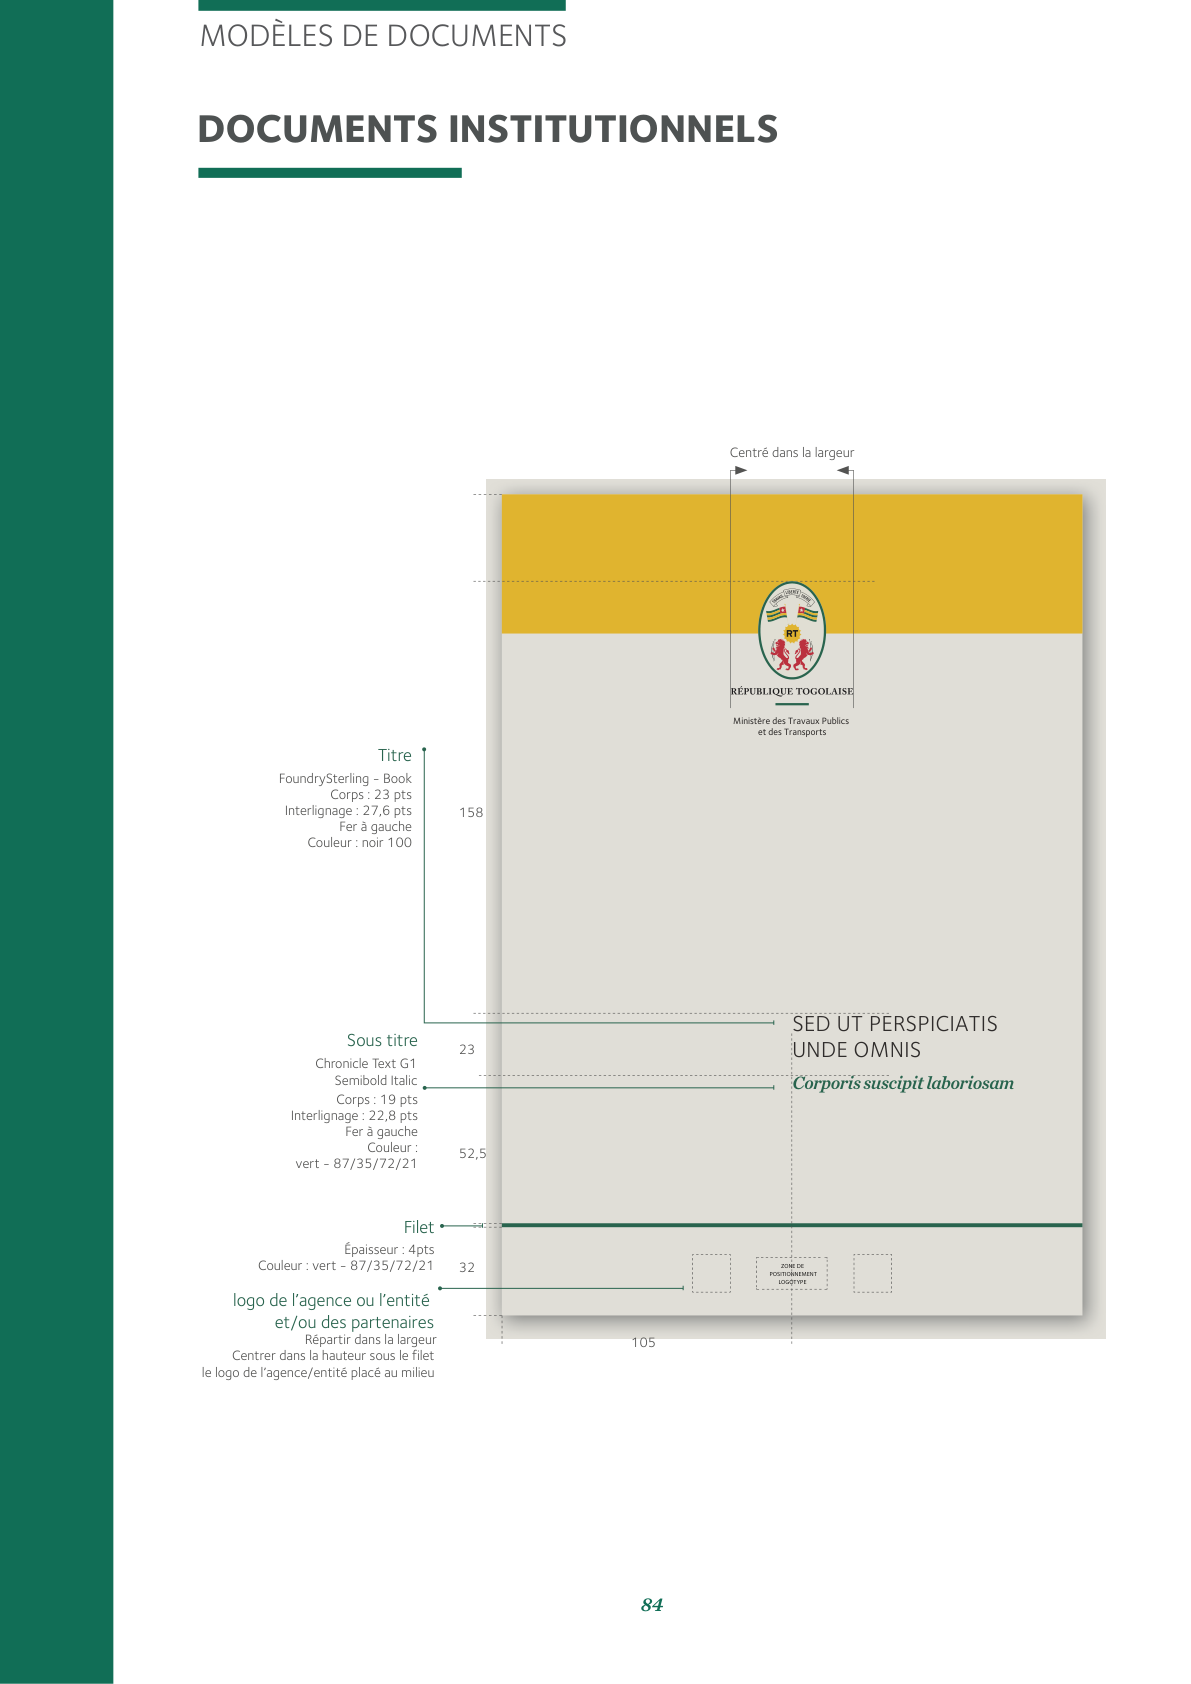 MODÈLES DE DOCUMENTS
DOCUMENTS INSTITUTIONNELS
Centré dans la largeur
RT
RÉPUBLIQUE TOGOLAISE
Ministère des Travaux Publics
et des Transports
Titre
FoundrySterling - Book
Corps : 23 pts
Interlignage : 27,6 pts
Fer à gauche
Couleur : noir 100
158
SED UT PERSPICIATIS
UNDE OMNIS
Corporis suscipit laboriosam
Sous titre
Chronicle Text G1
Semibold Italic
Corps : 19 pts
Interlignage : 22,8 pts
Fer à gauche
Couleur :
vert - 87/35/72/21
23
52,5
Filet
Épaisseur : 4pts
Couleur : vert - 87/35/72/21
32
ZONE DE
POSITIONNEMENT
LOGOTYPE
logo de l'agence ou l'entité
et/ou des partenaires
Répartir dans la largeur
Centrer dans la hauteur sous le filet
le logo de l'agence/entité placé au milieu
105
84